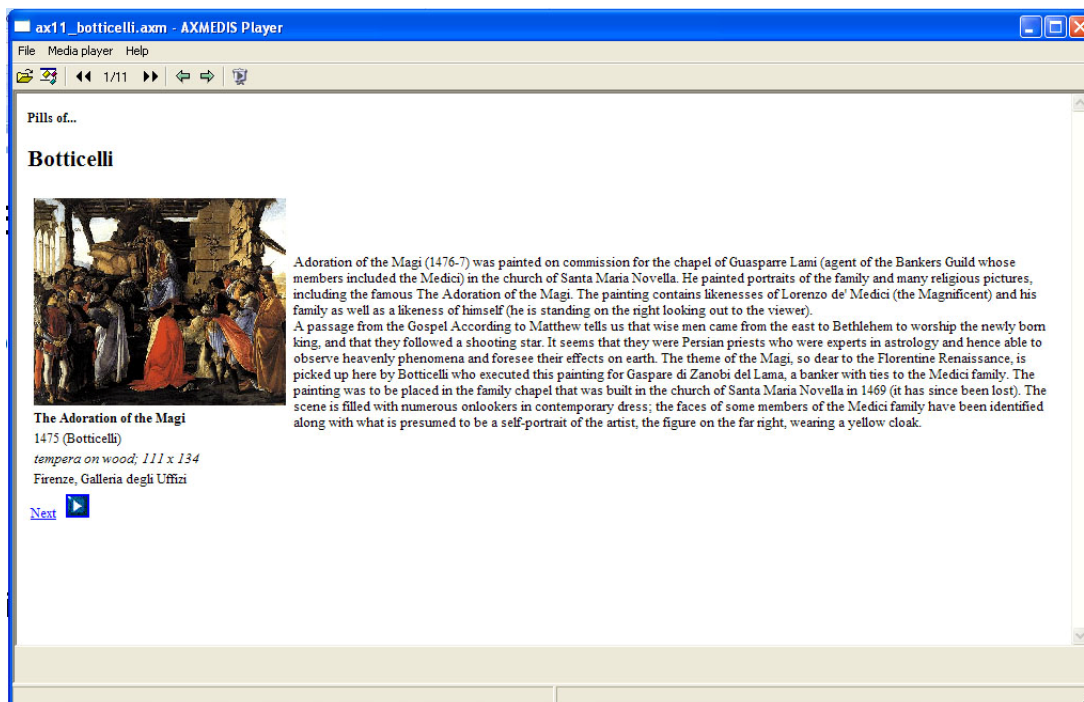 ax11_botticelli.axm - AXMEDIS Player
File Media player Help
1/11
Pills of...
Botticelli
Adoration of the Magi (1476-7) was painted on commission for the chapel of Guasparre Lami (agent of the Bankers Guild whose
members included the Medici) in the church of Santa Maria Novella. He painted portraits of the family and many religious pictures,
including the famous The Adoration of the Magi. The painting contains likenesses of Lorenzo de' Medici (the Magnificent) and his
family as well as a likeness of himself (he is standing on the right looking out to the viewer).
A passage from the Gospel According to Matthew tells us that wise men came from the east to Bethlehem to worship the newly born
king, and that they followed a shooting star. It seems that they were Persian priests who were experts in astrology and hence able to
observe heavenly phenomena and foresee their effects on earth. The theme of the Magi, so dear to the Florentine Renaissance, is
picked up here by Botticelli who executed this painting for Gaspare di Zanobi del Lama, a banker with ties to the Medici family. The
painting was to be placed in the family chapel that was built in the church of Santa Maria Novella in 1469 (it has since been lost). The
scene is filled with numerous onlookers in contemporary dress; the faces of some members of the Medici family have been identified
along with what is presumed to be a self-portrait of the artist, the figure on the far right, wearing a yellow cloak.
The Adoration of the Magi
1475 (Botticelli)
tempera on wood; 111 x 134
Firenze, Galleria degli Uffizi
Next